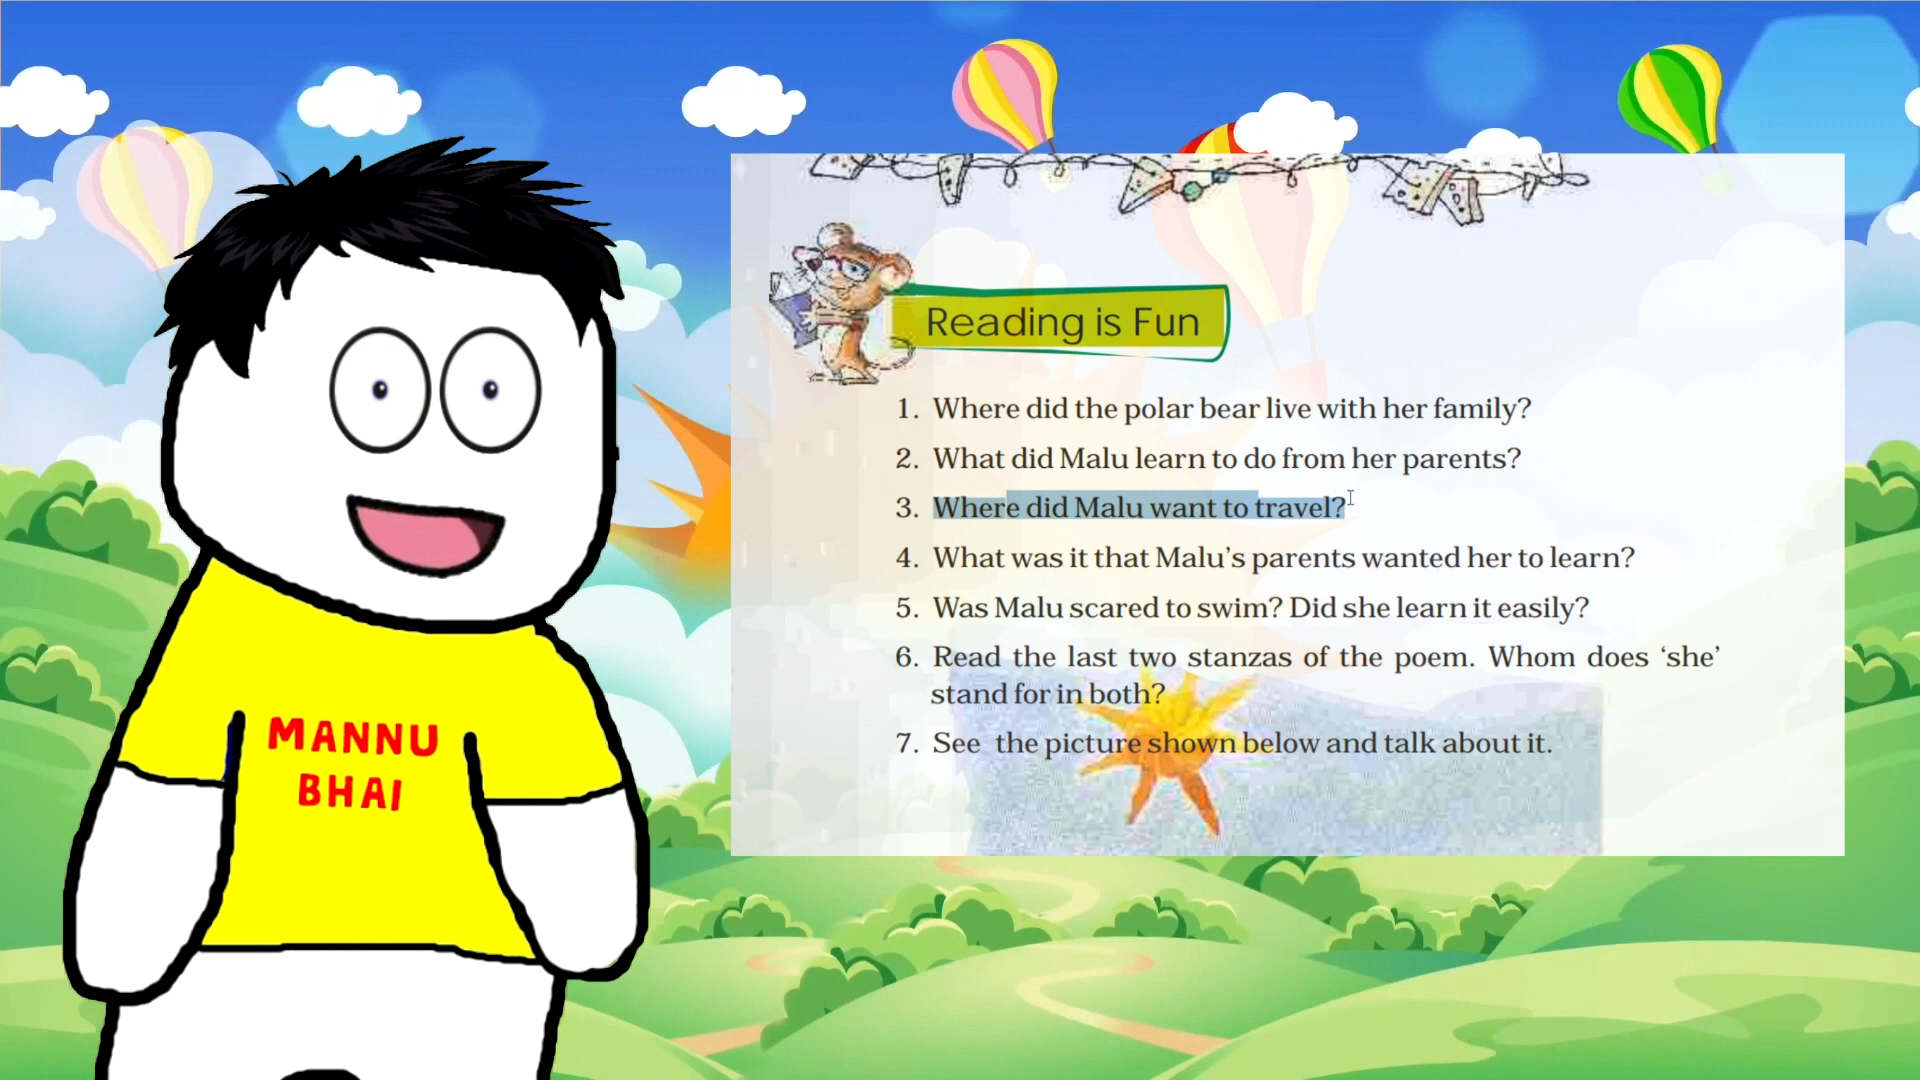 MANNU
BHAI
Reading is Fun
1. Where did the polar bear live with her family?
2. What did Malu learn to do from her parents?
3. Where did Malu want to travel?
4. What was it that Malu’s parents wanted her to learn?
5. Was Malu scared to swim? Did she learn it easily?
6. Read the last two stanzas of the poem. Whom does ‘she’
stand for in both?
7. See the picture shown below and talk about it.